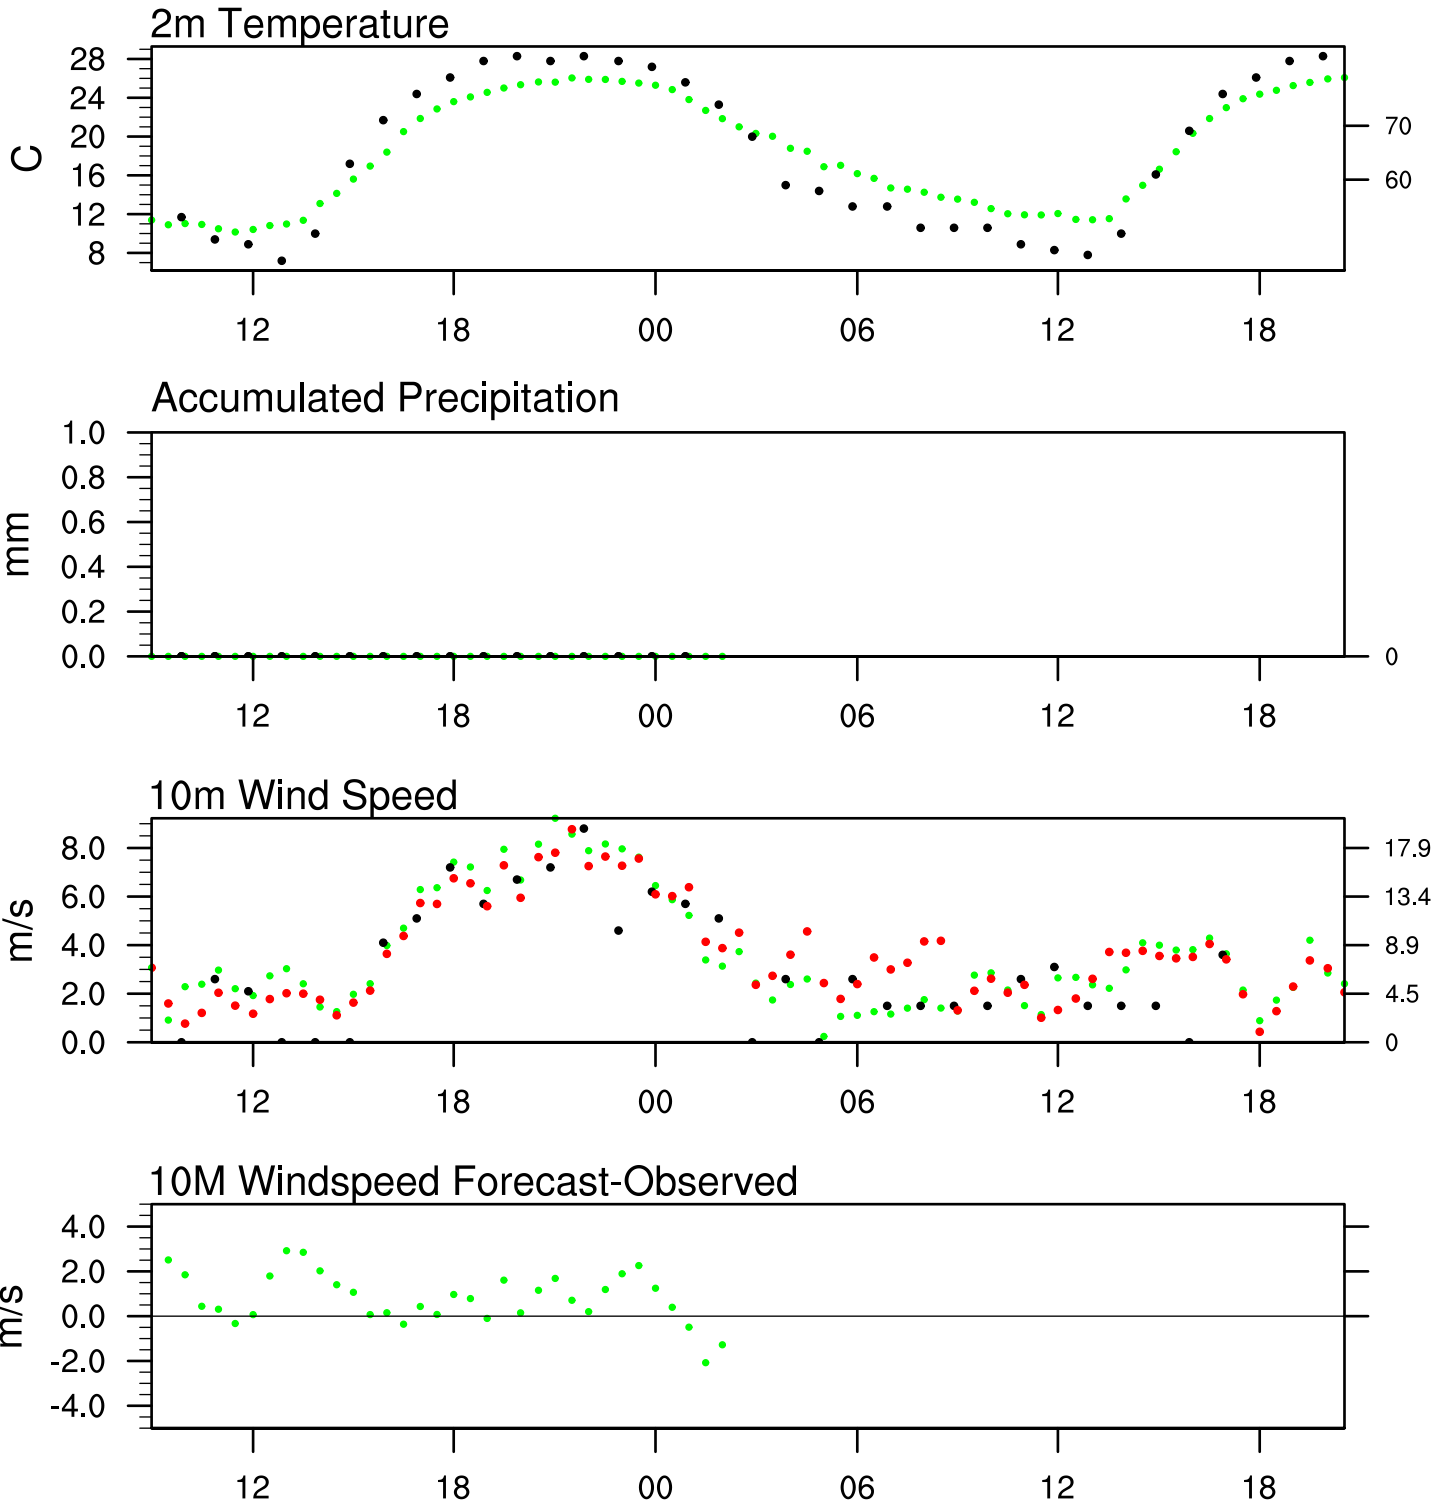 2m Temperature
28
24
20
16
12
8
C
70
60
12 18 00 06 12 18
Accumulated Precipitation
1.0
0.8
0.6
0.4
0.2
0.0
mm
0
12 18 00 06 12 18
10m Wind Speed
8.0
6.0
4.0
2.0
0.0
m/s
17.9
13.4
8.9
4.5
0
12 18 00 06 12 18
10M Windspeed Forecast-Observed
4.0
2.0
0.0
-2.0
-4.0
m/s
12 18 00 06 12 18